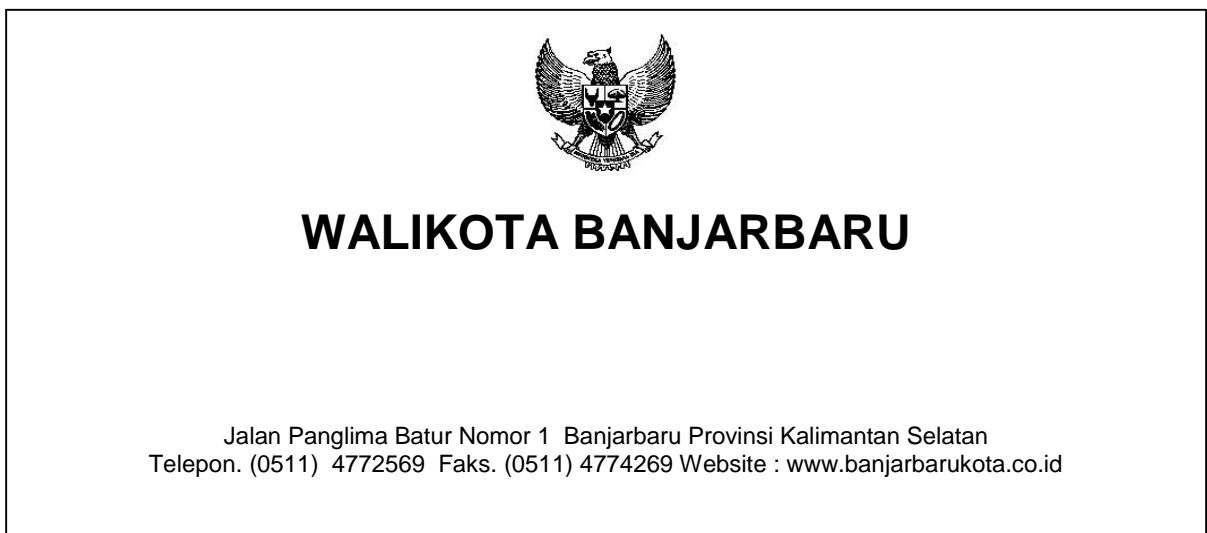 WALIKOTA BANJARBARU
Jalan Panglima Batur Nomor 1 Banjarbaru Provinsi Kalimantan Selatan
Telepon. (0511) 4772569 Faks. (0511) 4774269 Website : www.banjarbarukota.co.id